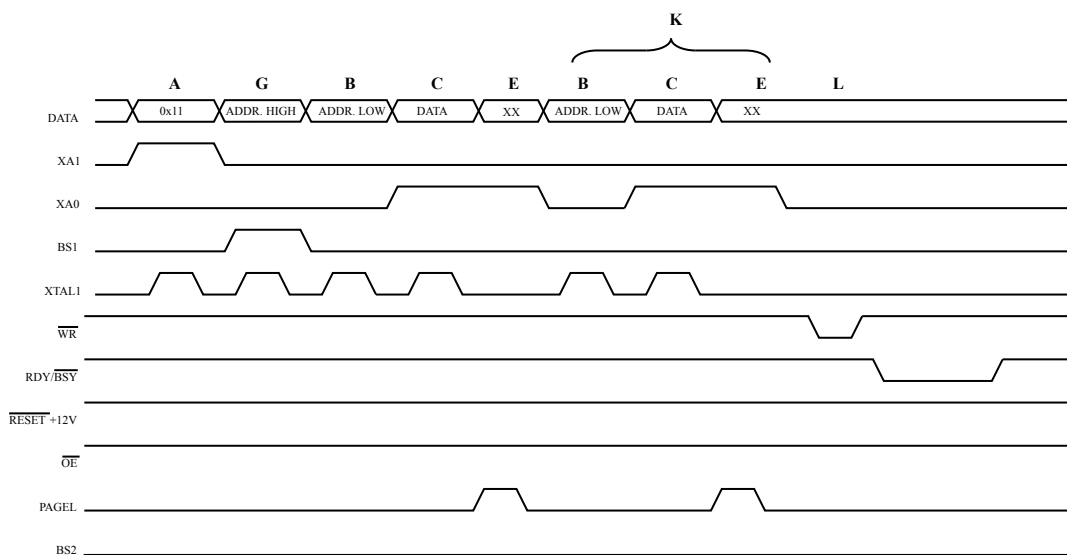 K
A G B C E B C E L
DATA 0x11 ADDR. HIGH ADDR. LOW DATA XX ADDR. LOW DATA XX
XA1
XA0
BS1
XTAL1
WR
RDY/BSY
RESET +12V
OE
PAGEL
BS2